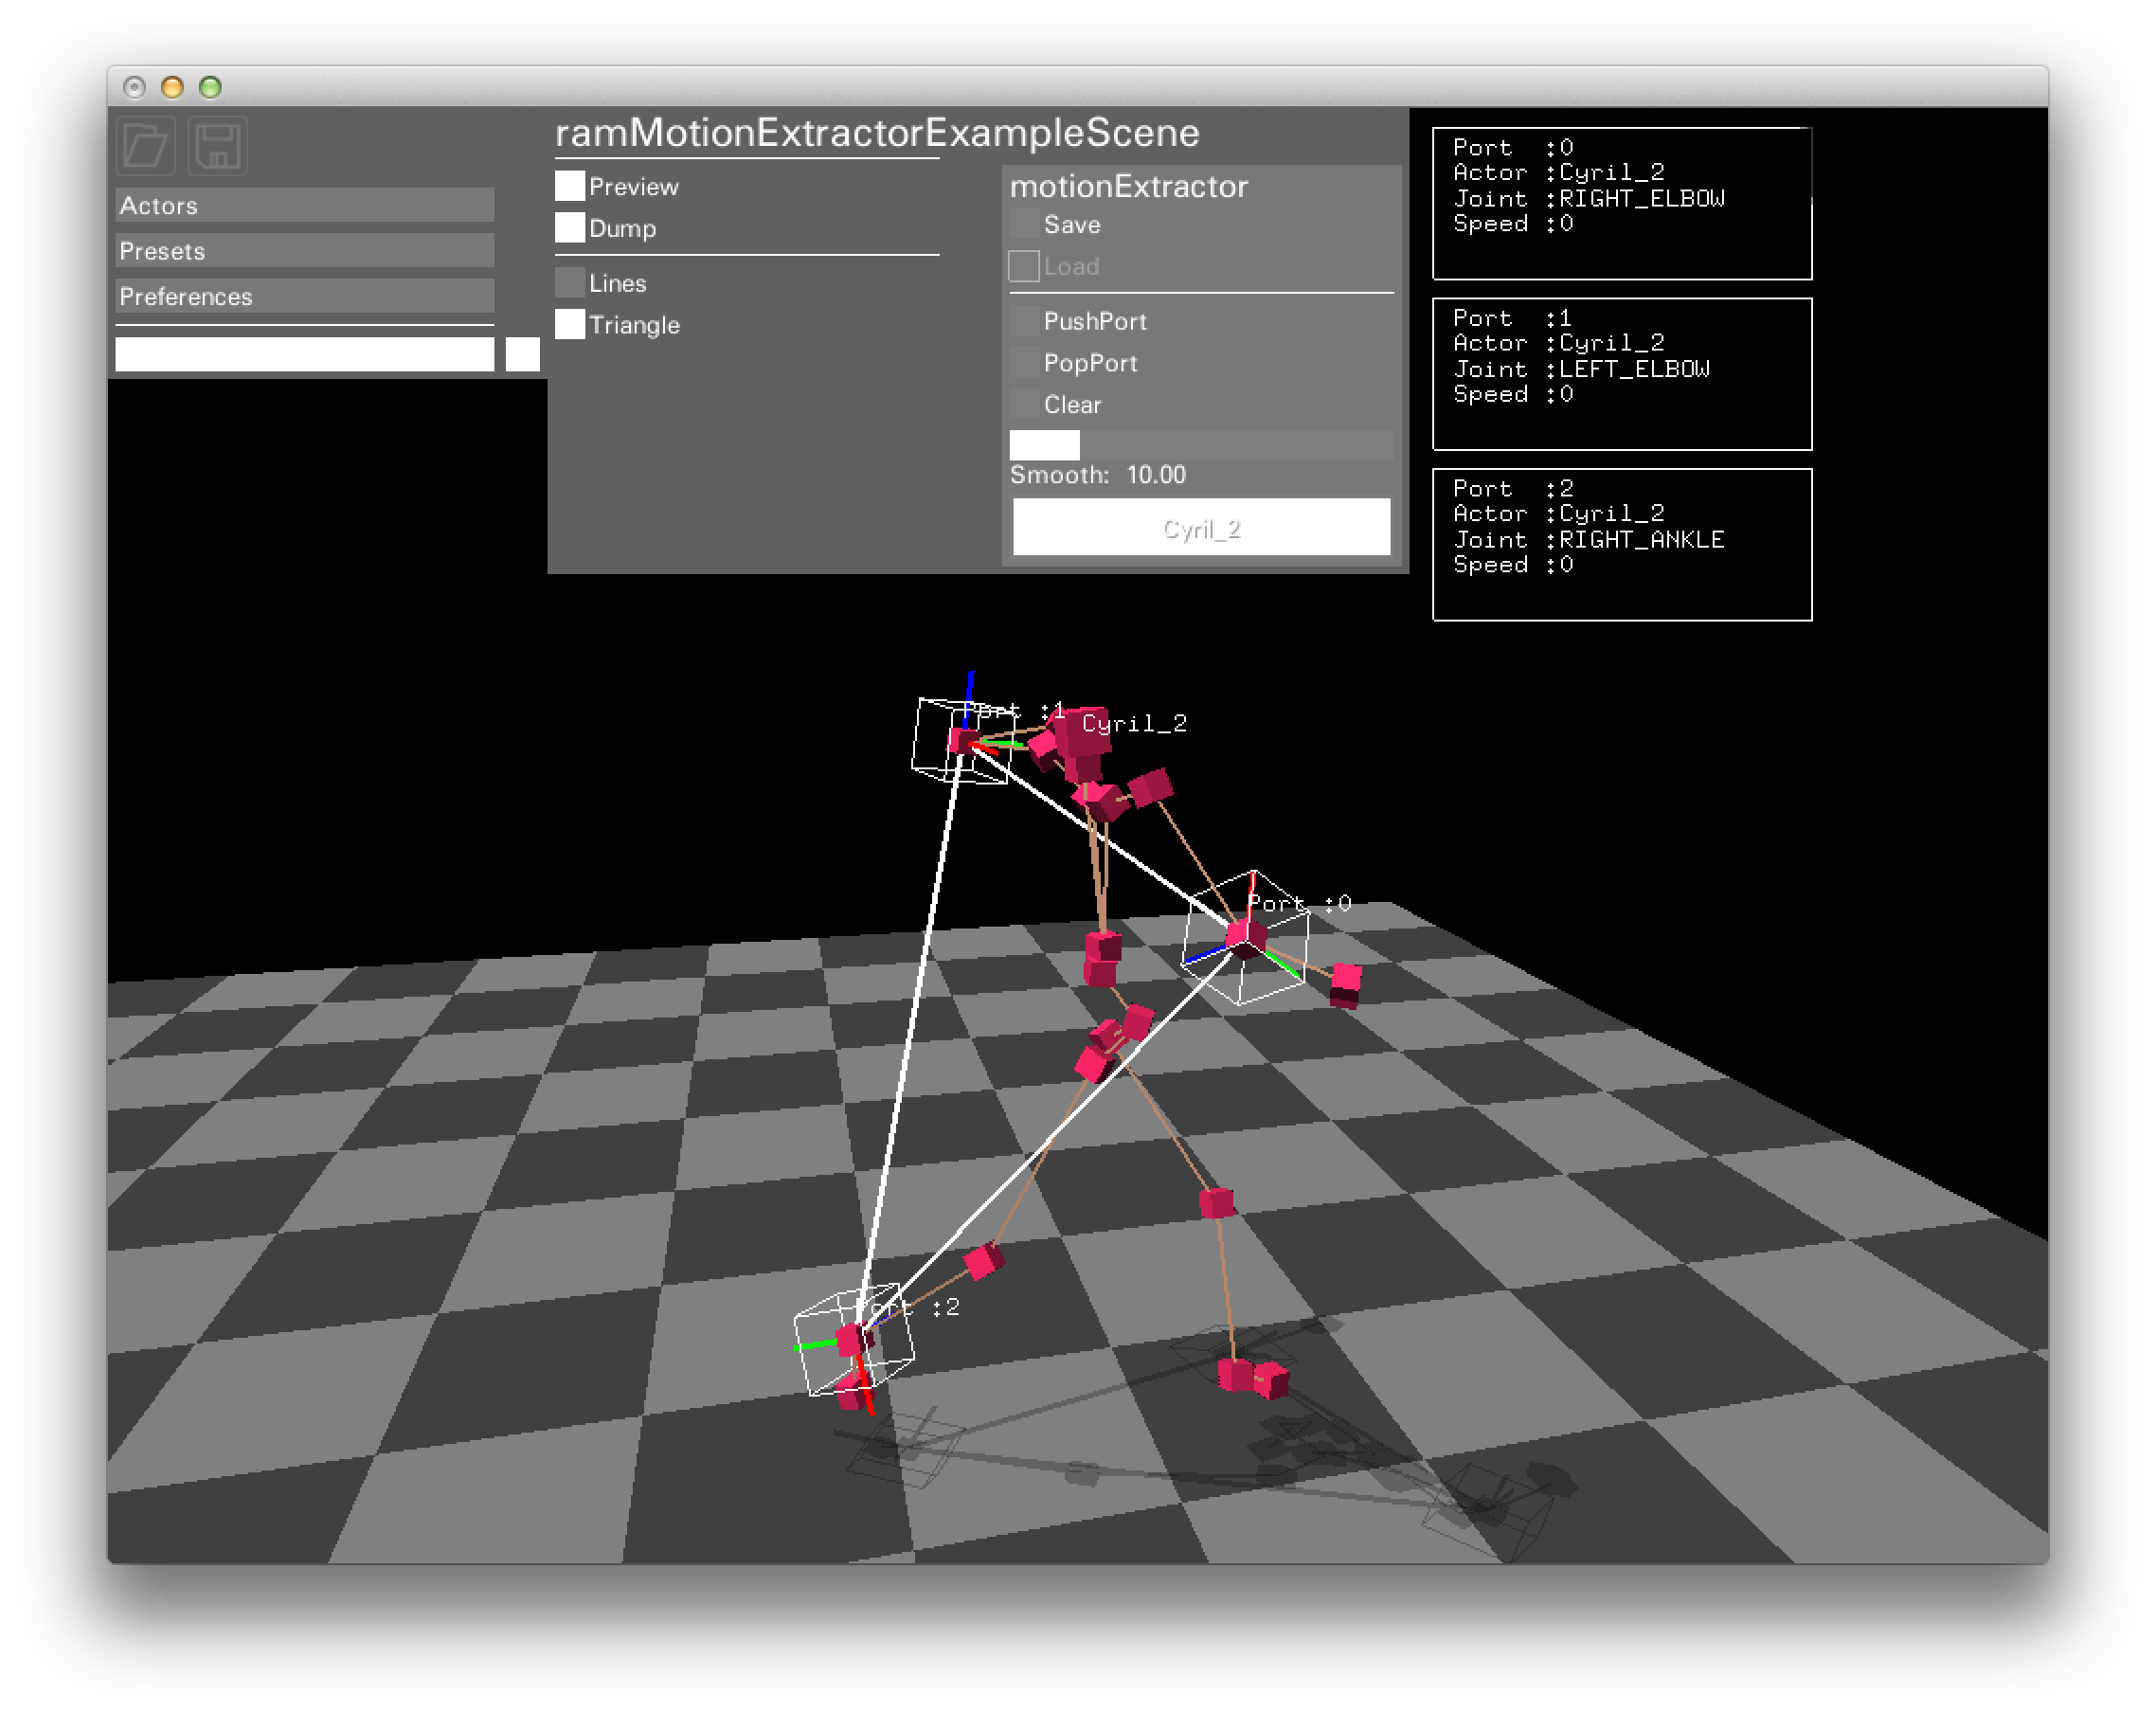 Actors
Presets
Preferences
ramMotionExtractorExampleScene
Preview
Dump
Lines
Triangle
motionExtractor
Save
Load
PushPort
PopPort
Clear
Smooth: 10.00
Cyril_2
Port :0
Actor :Cyril_2
Joint :RIGHT_ELBOW
Speed :0
Port :1
Actor :Cyril_2
Joint :LEFT_ELBOW
Speed :0
Port :2
Actor :Cyril_2
Joint :RIGHT_ANKLE
Speed :0
Port :1
Cyril_2
Port :0
Port :2